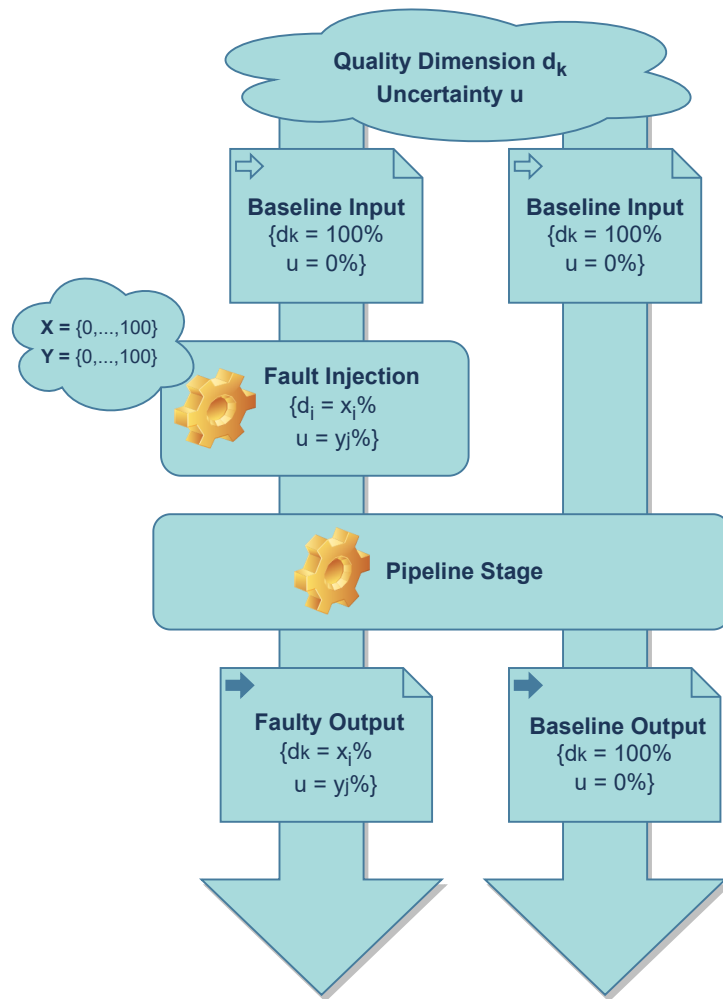 Quality Dimension dk
Uncertainty u
Baseline Input
{dk = 100%
u = 0%}
Baseline Input
{dk = 100%
u = 0%}
X = {0,...,100}
Y = {0,...,100}
Fault Injection
{di = xi%
u = yj%}
Pipeline Stage
Faulty Output
{dk = xi%
u = yj%}
Baseline Output
{dk = 100%
u = 0%}